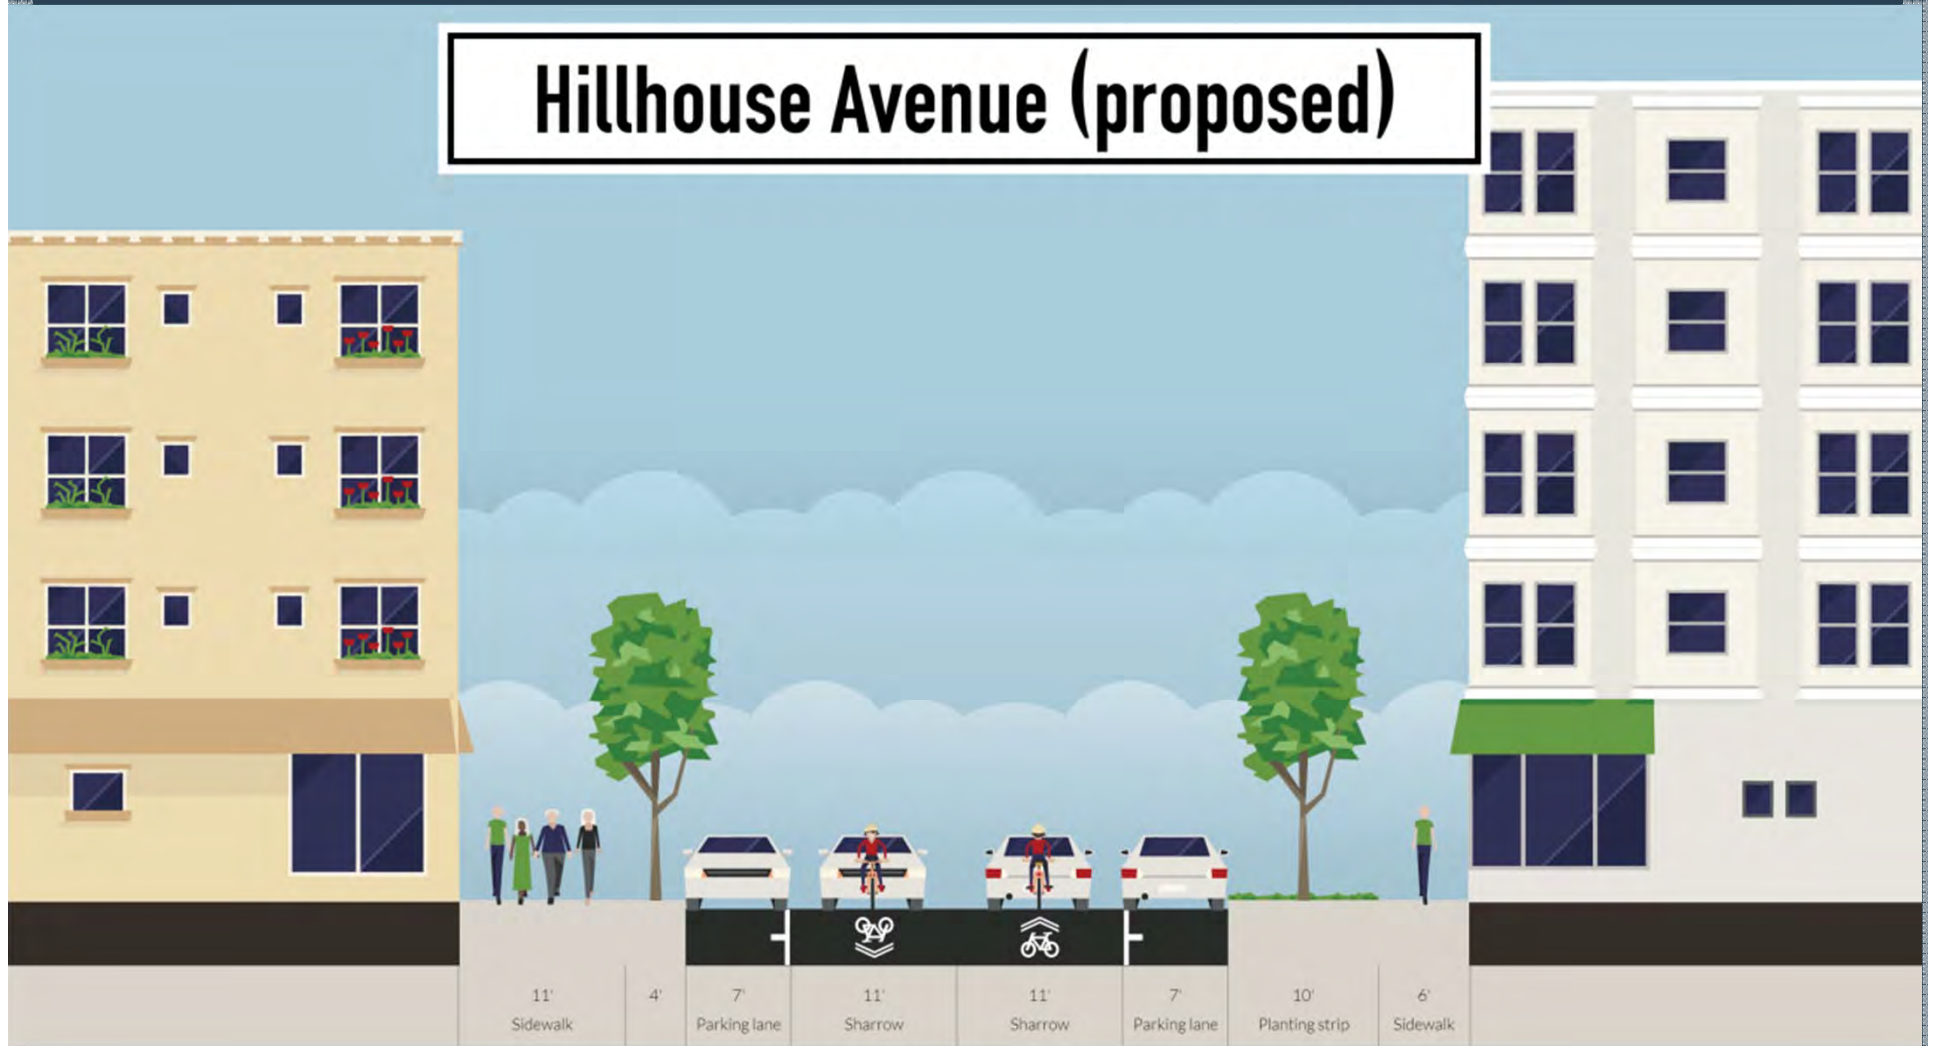 Hillhouse Avenue (proposed)
11' 4' 7' 11' 11' 7' 10' 6'
Sidewalk Parking lane Sharrow Sharrow Parking lane Planting strip Sidewalk